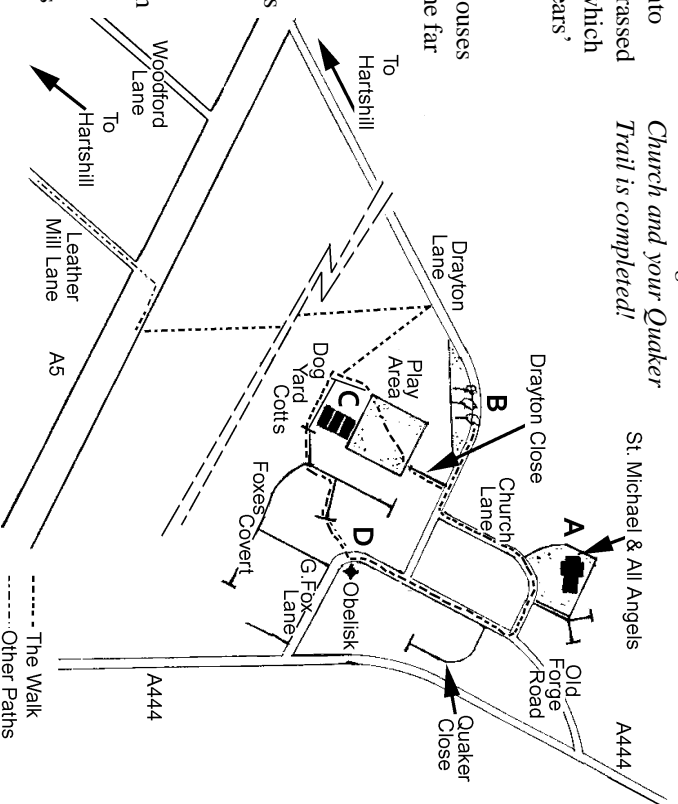 nto
rassed
which
ears'
ouses
ne far
s
n
s
Church and your Quaker
Trail is completed!
St. Michael & All Angels
A444
A
Drayton Close
B
Church
Lane
Old
Forge
Road
To
Hartshill
Drayton
Lane
Play
Area
Quaker
Close
D
C
Obelisk
Dog
Yard
Cotts
G.Fox
Lane
Foxes
Covert
Woodford
Lane
To
Hartshill
A444
Leather
Mill Lane
A5
The Walk
Other Paths